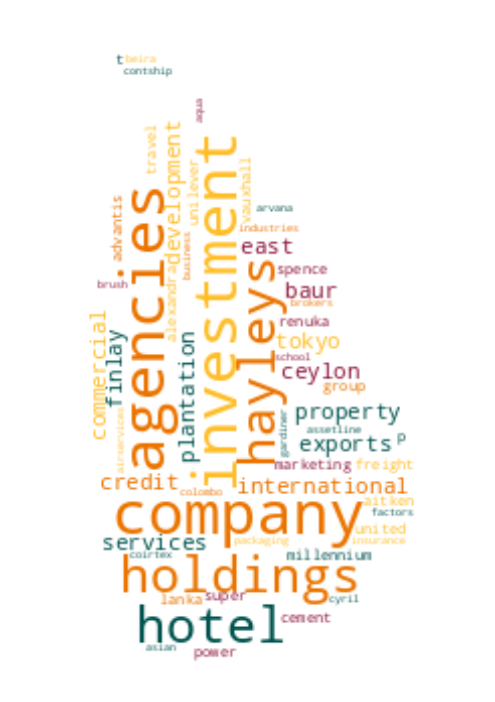 t beira
contship
aqua
travel
development
unilever
vauxhall
investment
agencies
advantis
business
alexandra
arvana
industries
east
hayleys
spence
brush
baur
brokers
renuka
tokyo
commercial
finlay
plantation
school
ceylon
group
airservices
gardiner
property
assetline
exports p
marketing freight
credit
colombo
international
company
aitken
factors
united
services
packaging
insurance
coirtex
millennium
holdings
lanka super
cyril
hotel
cement
asian
power